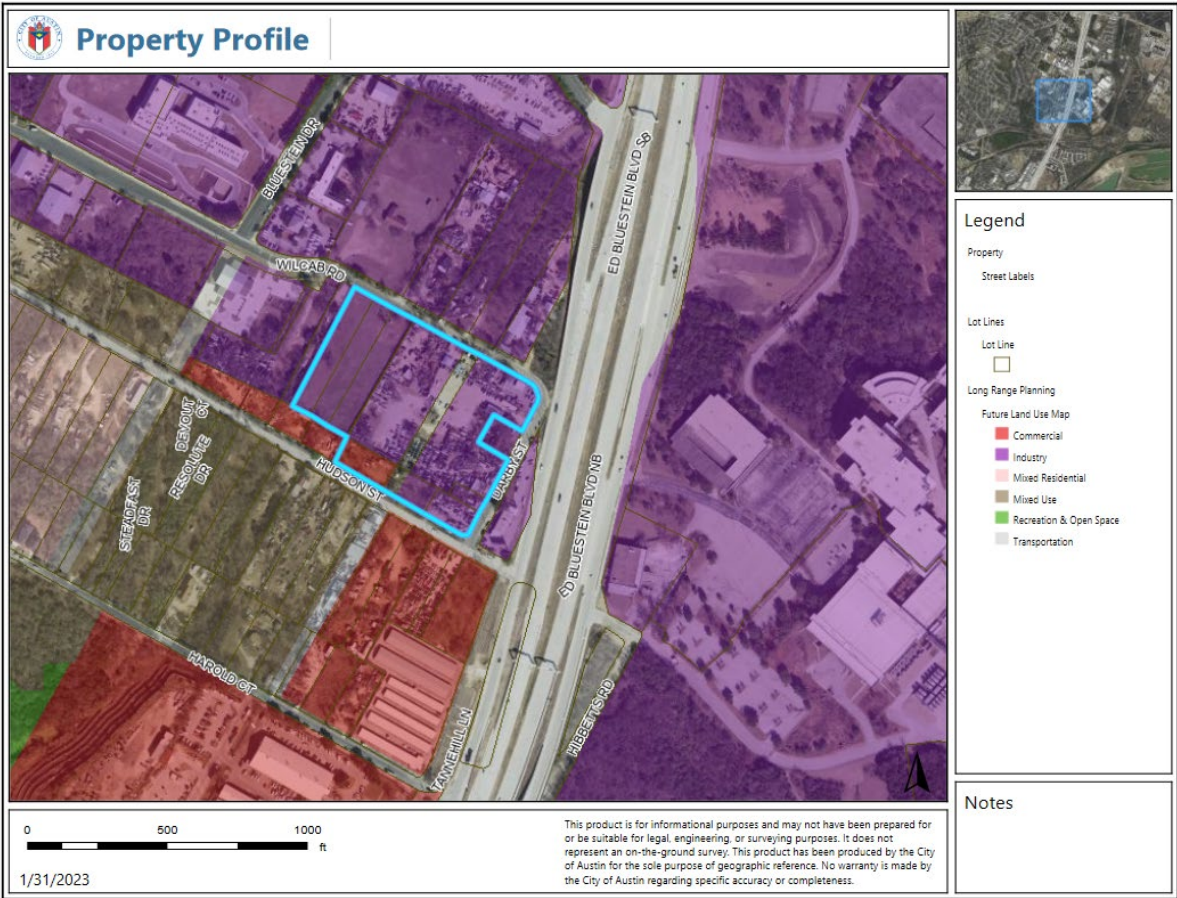 Property Profile
BLUESTEIN DR
ED BLUESTEIN BLVD SB
WILCAB RD
DEVOUT
CT
RESOLUTE
DR
STEADFAST
DR
HUDSON ST
DARBY ST
ED BLUESTEIN BLVD NB
HAROLD CT
TANNEHILL LN
HIBBETTS RD
Legend
Property
Street Labels
Lot Lines
Lot Line
Long Range Planning
Future Land Use Map
Commercial
Industry
Mixed Residential
Mixed Use
Recreation & Open Space
Transportation
Notes
0 500 1000
ft
1/31/2023
This product is for informational purposes and may not have been prepared for
or be suitable for legal, engineering, or surveying purposes. It does not
represent an on-the-ground survey. This product has been produced by the City
of Austin for the sole purpose of geographic reference. No warranty is made by
the City of Austin regarding specific accuracy or completeness.